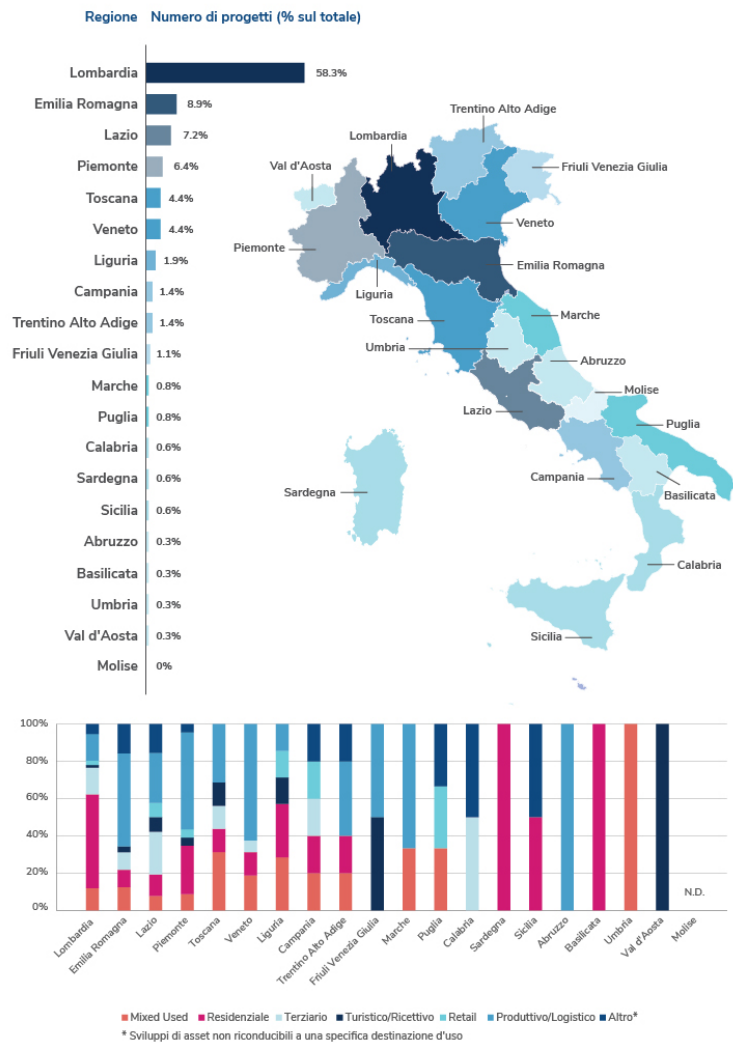 Regione Numero di progetti (% sul totale)
Lombardia 58.3%
Emilia Romagna 8.9%
Lazio 7.2%
Piemonte 6.4%
Toscana 4.4%
Veneto 4.4%
Liguria 1.9%
Campania 1.4%
Trentino Alto Adige 1.4%
Friuli Venezia Giulia 1.1%
Marche 0.8%
Puglia 0.8%
Calabria 0.6%
Sardegna 0.6%
Sicilia 0.6%
Abruzzo 0.3%
Basilicata 0.3%
Umbria 0.3%
Val d'Aosta 0.3%
Molise 0%
Trentino Alto Adige
Lombardia
Val d'Aosta
Friuli Venezia Giulia
Veneto
Piemonte
Emilia Romagna
Liguria
Marche
Toscana
Umbria
Abruzzo
Molise
Lazio
Puglia
Campania
Sardegna
Basilicata
Calabria
Sicilia
100%
80%
60%
40%
20%
0%
N.D.
Lombardia
Emilia Romagna
Lazio
Piemonte
Toscana
Veneto
Liguria
Campania
Trentino Alto Adige
Friuli Venezia Giulia
Marche
Puglia
Calabria
Sardegna
Sicilia
Abruzzo
Basilicata
Umbria
Val d'Aosta
Molise
Mixed Used Residenziale Terziario Turistico/Ricettivo Retail Produttivo/Logistico Altro*
* Sviluppi di asset non riconducibili a una specifica destinazione d'uso